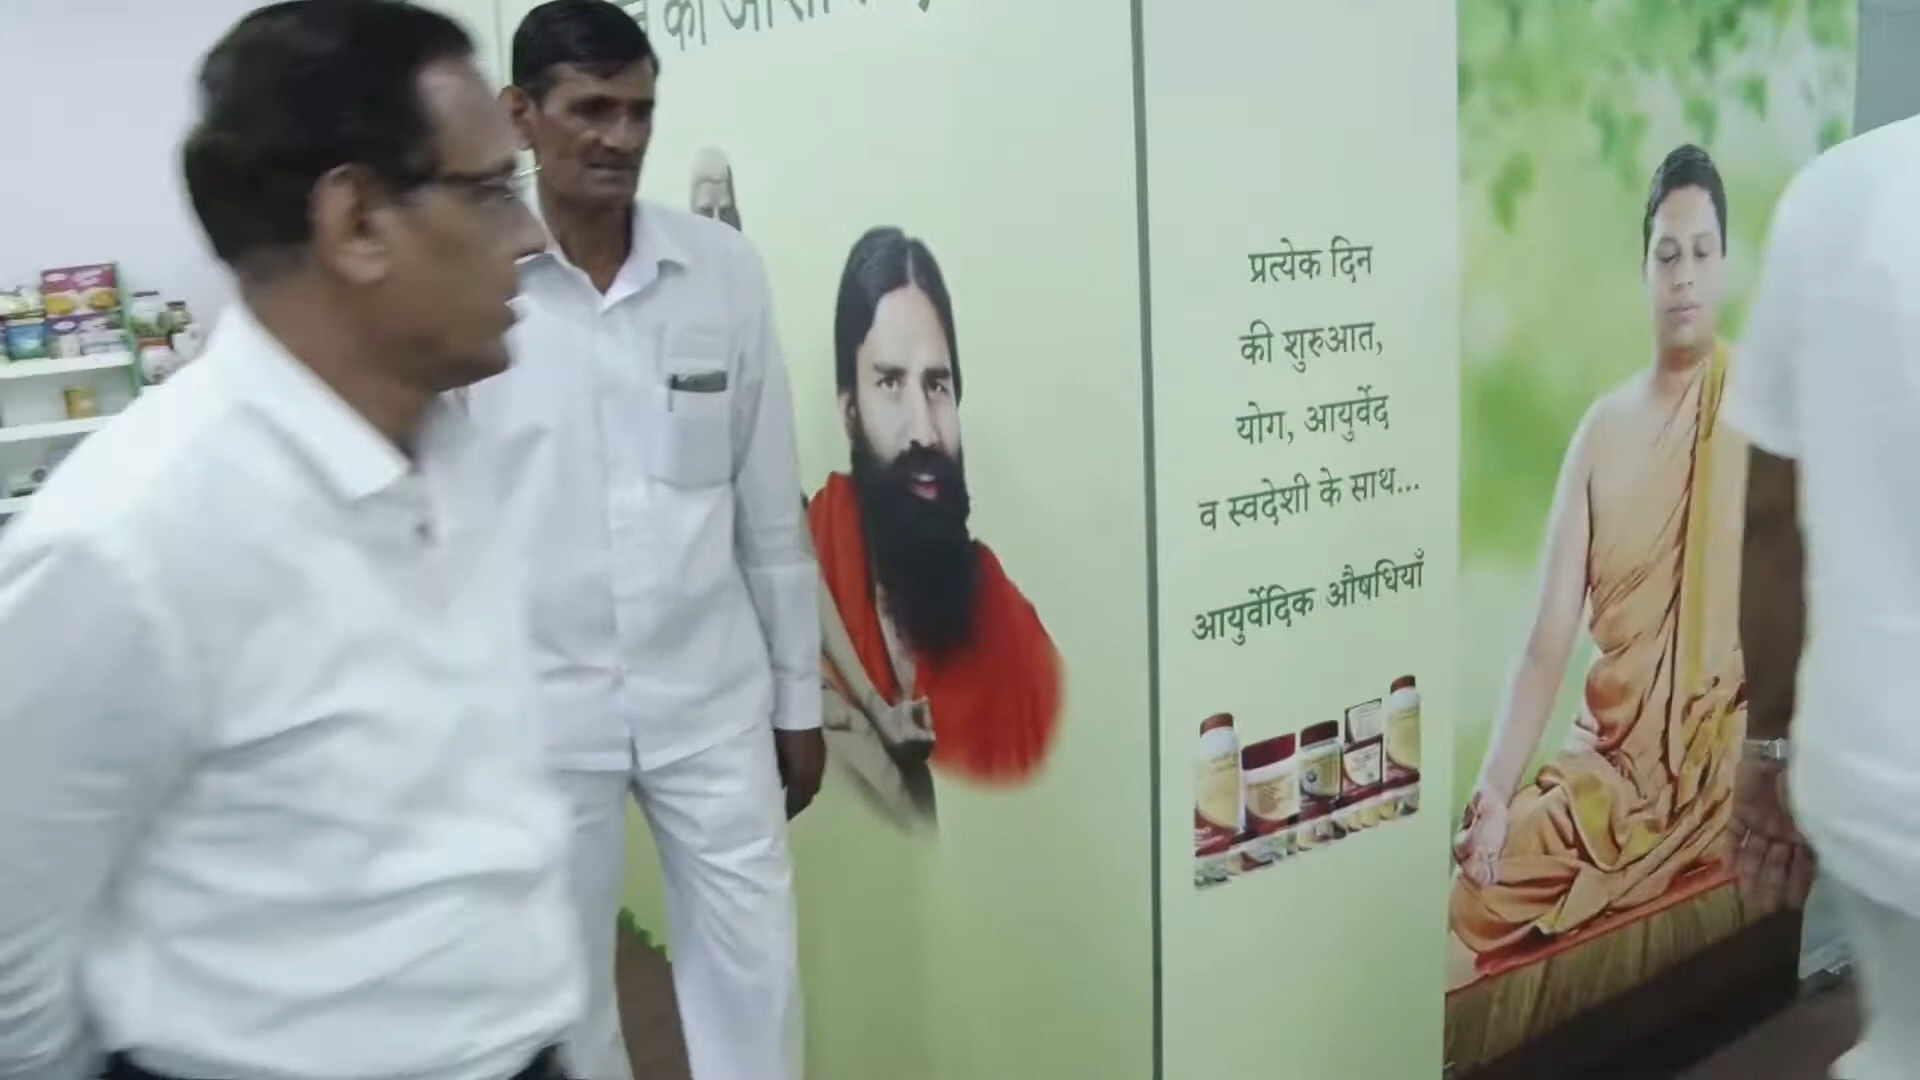 की
प्रत्येक दिन
की शुरुआत,
योग, आयुर्वेद
व स्वदेशी के साथ...
आयुर्वेदिक औषधियाँ